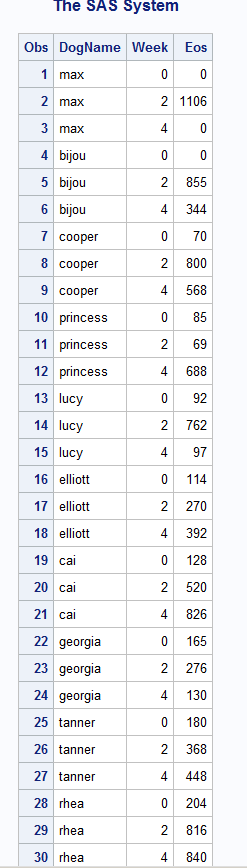 The SAS System
Obs DogName Week Eos
1 max 0 0
2 max 2 1106
3 max 4 0
4 bijou 0 0
5 bijou 2 855
6 bijou 4 344
7 cooper 0 70
8 cooper 2 800
9 cooper 4 568
10 princess 0 85
11 princess 2 69
12 princess 4 688
13 lucy 0 92
14 lucy 2 762
15 lucy 4 97
16 elliott 0 114
17 elliott 2 270
18 elliott 4 392
19 cai 0 128
20 cai 2 520
21 cai 4 826
22 georgia 0 165
23 georgia 2 276
24 georgia 4 130
25 tanner 0 180
26 tanner 2 368
27 tanner 4 448
28 rhea 0 204
29 rhea 2 816
30 rhea 4 840